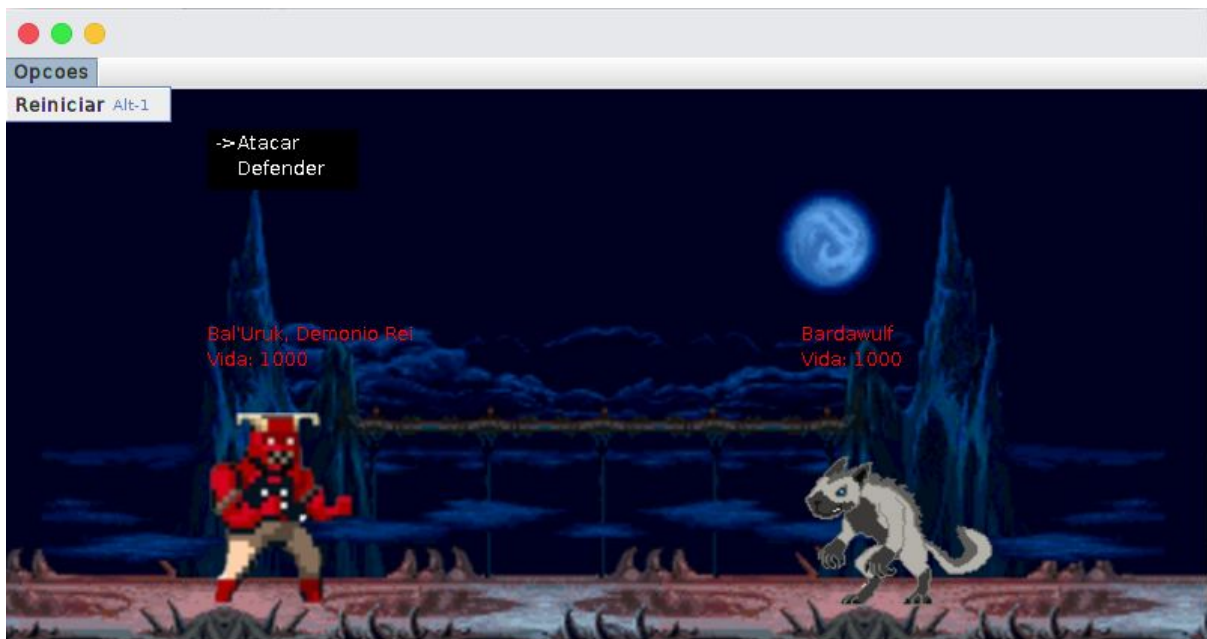 Opcoes
Reiniciar Alt-1
->Atacar
Defender
Bal'Uruk, Demonio Rei
Vida: 1000
Bardawulf
Vida: 1000